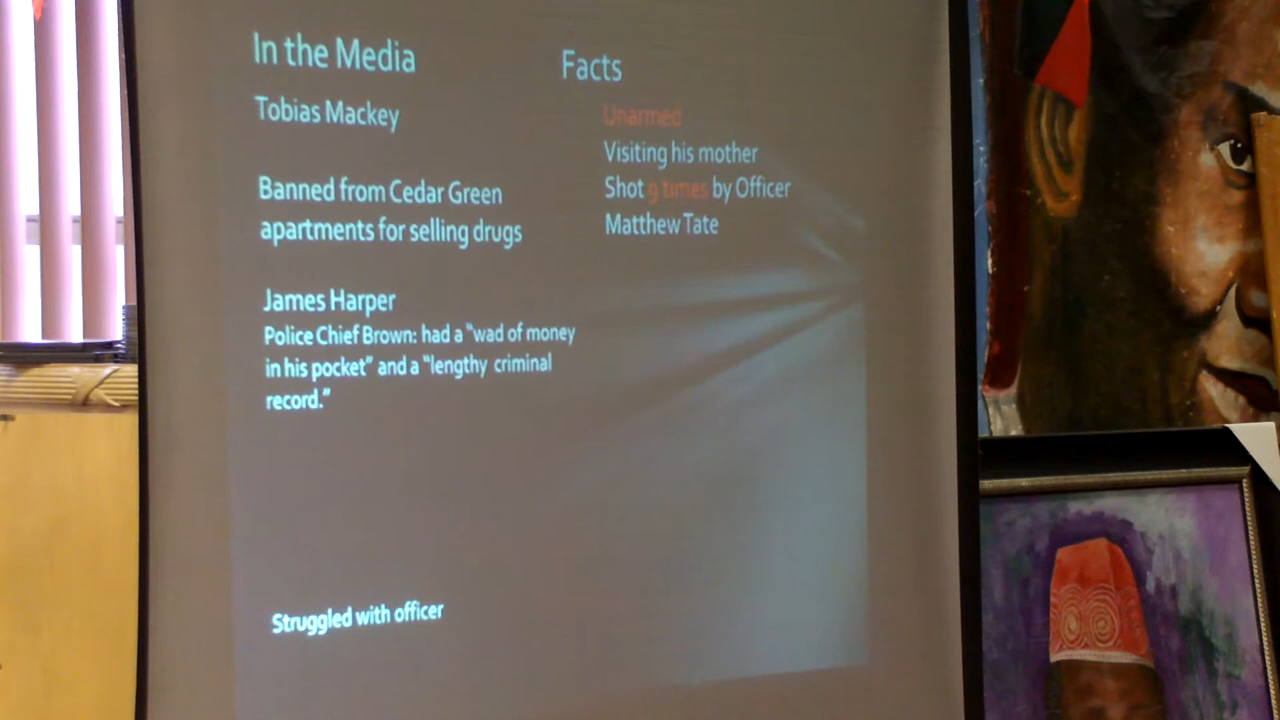 In the Media
Tobias Mackey
Banned from Cedar Green
apartments for selling drugs
James Harper
Police Chief Brown: had a "wad of money
in his pocket" and a "lengthy criminal
record."
Struggled with officer
Facts
Unarmed
Visiting his mother
Shot 9 times by Officer
Matthew Tate